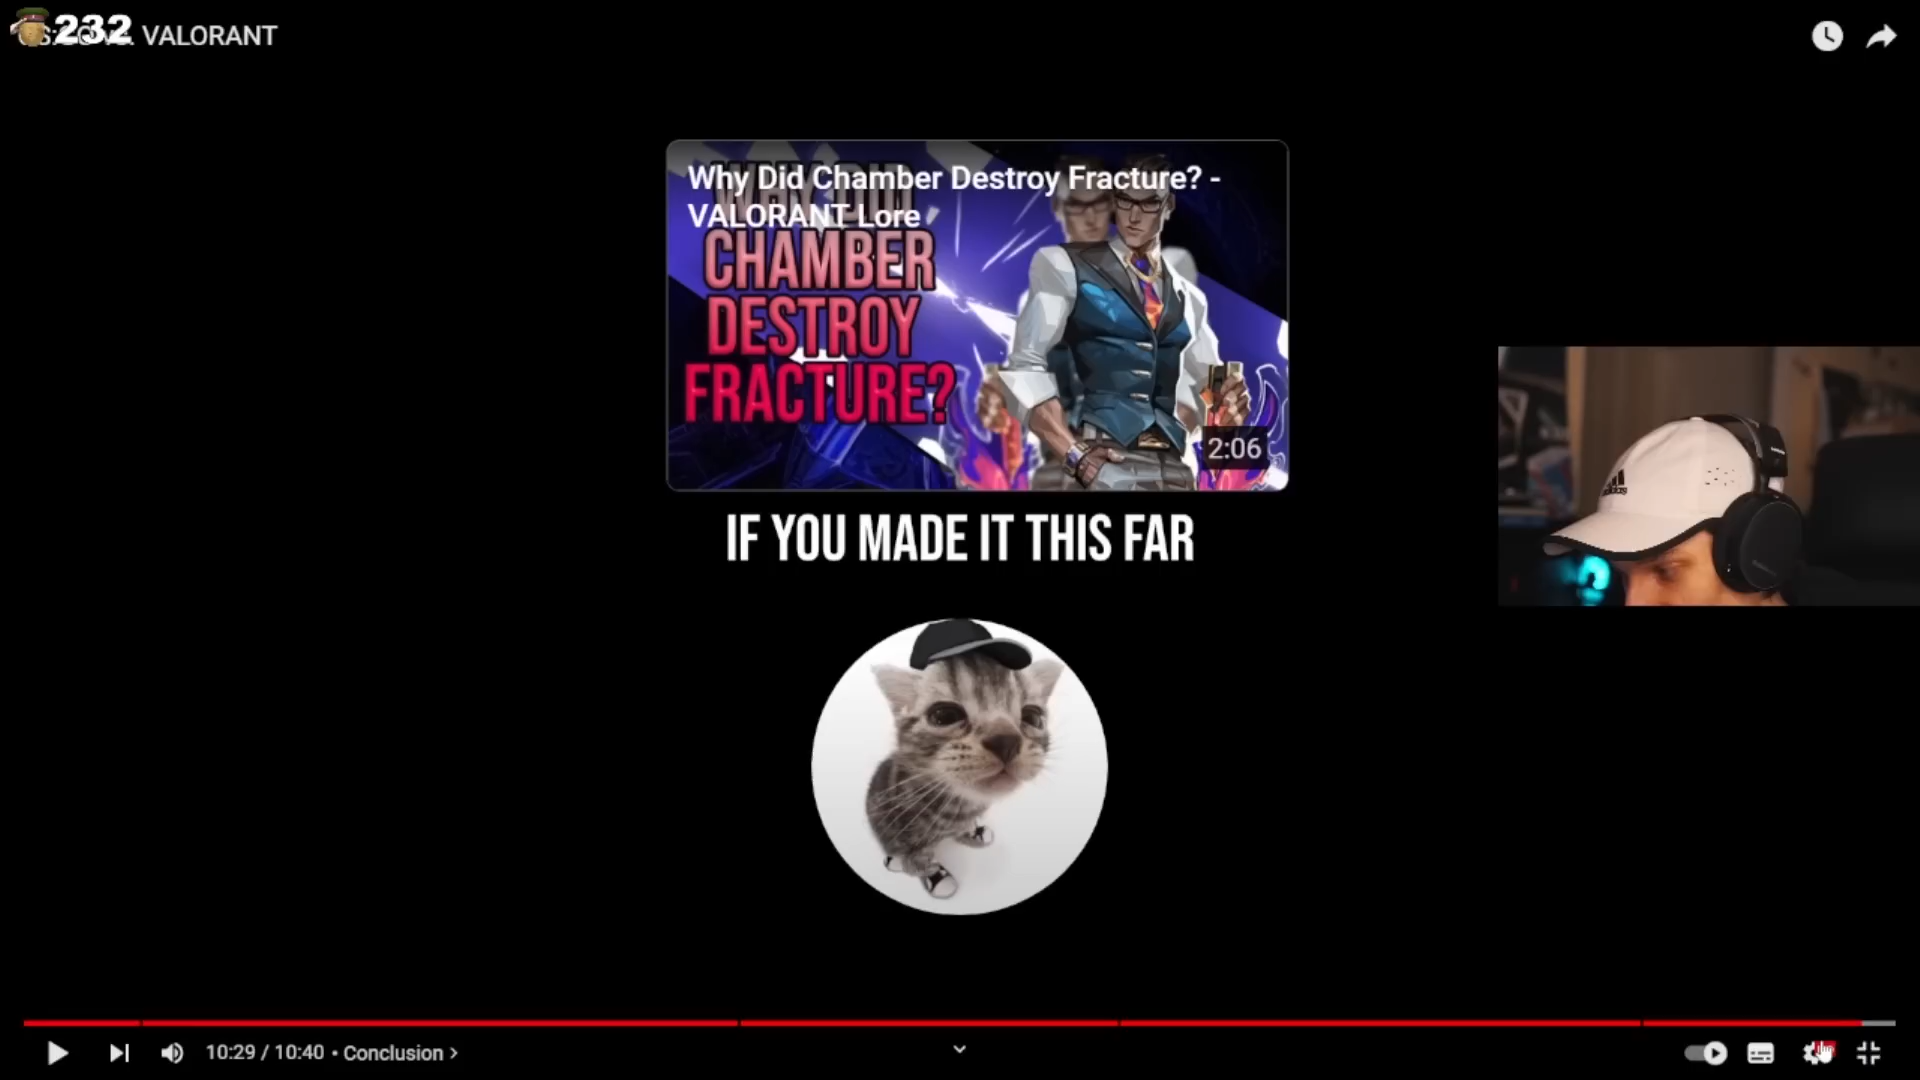 232
VALORANT
Why Did Chamber Destroy Fracture? -
VALORANT Lore
CHAMBER
DESTROY
FRACTURE?
2:06
IF YOU MADE IT THIS FAR
adidas
10:29 / 10:40 • Conclusion >